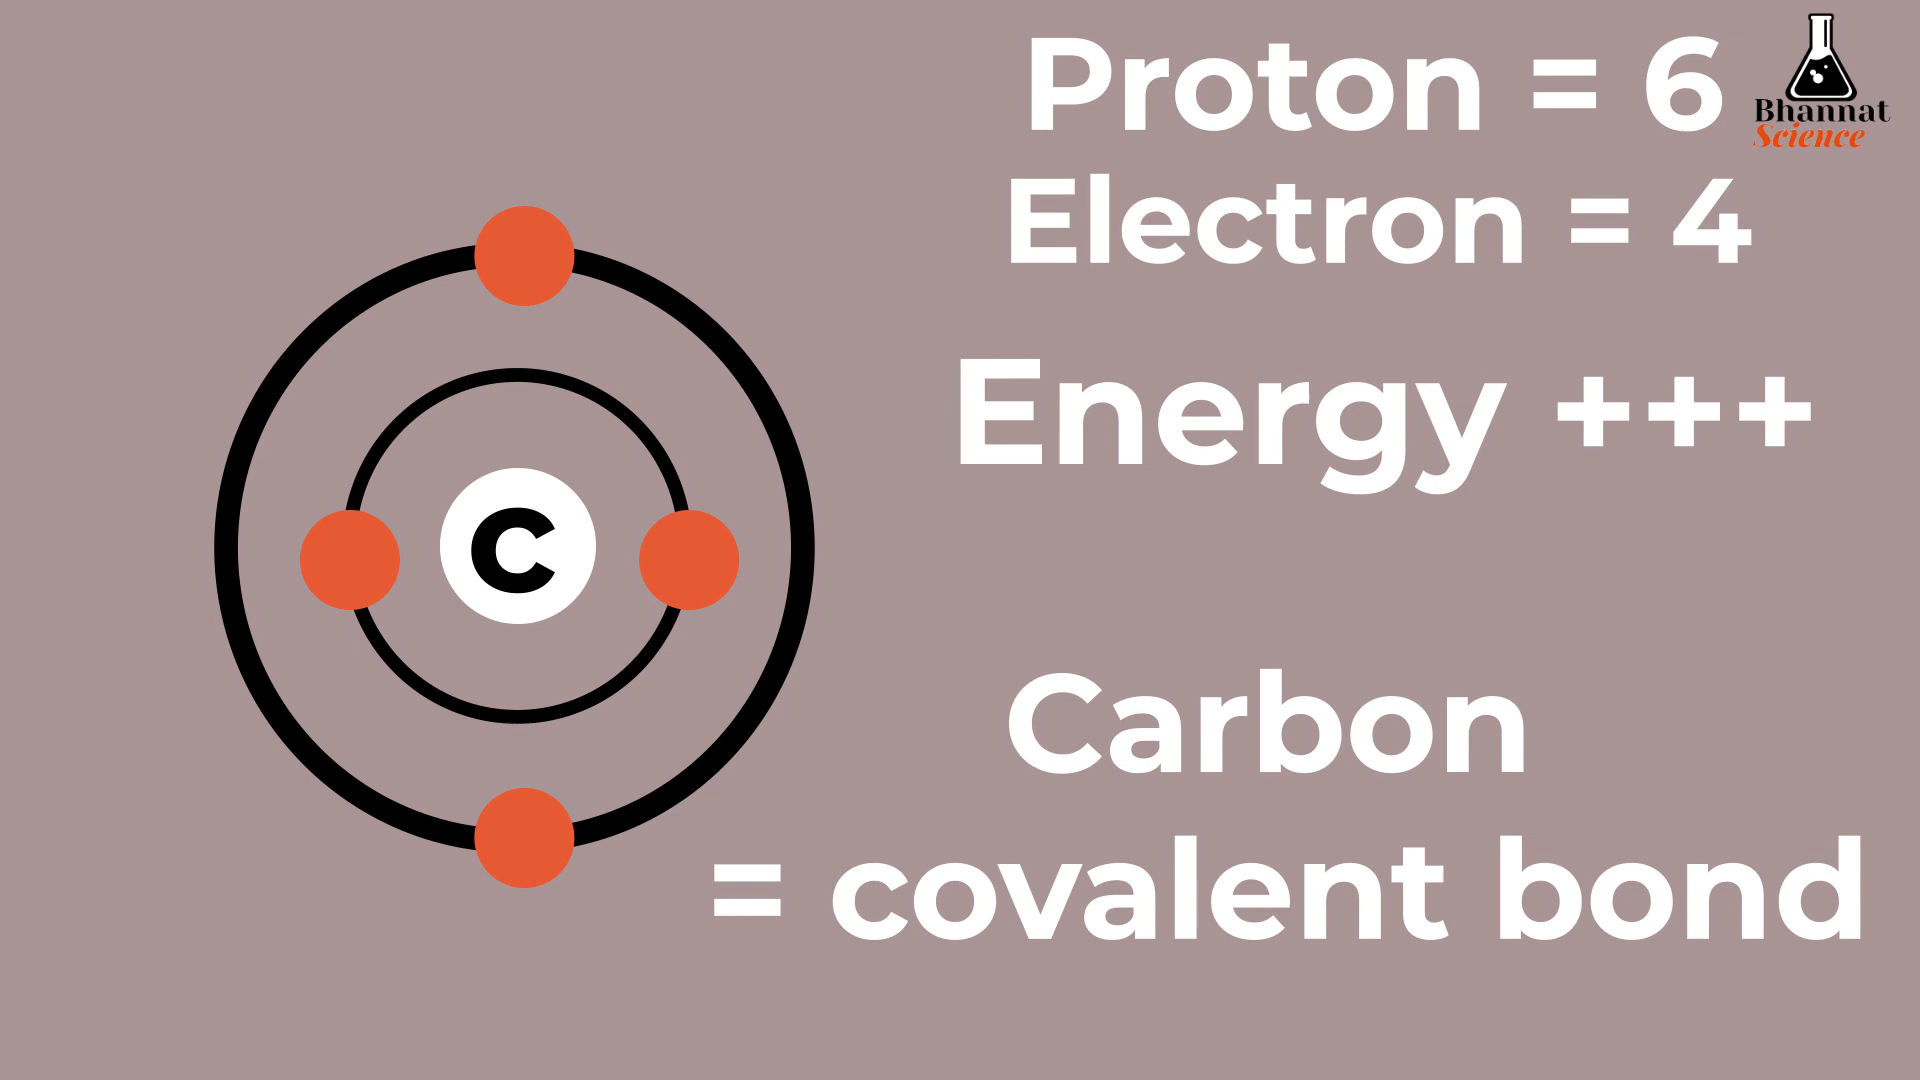 Proton = 6
Bhannat
Science
Electron = 4
Energy +++
C
Carbon
= covalent bond